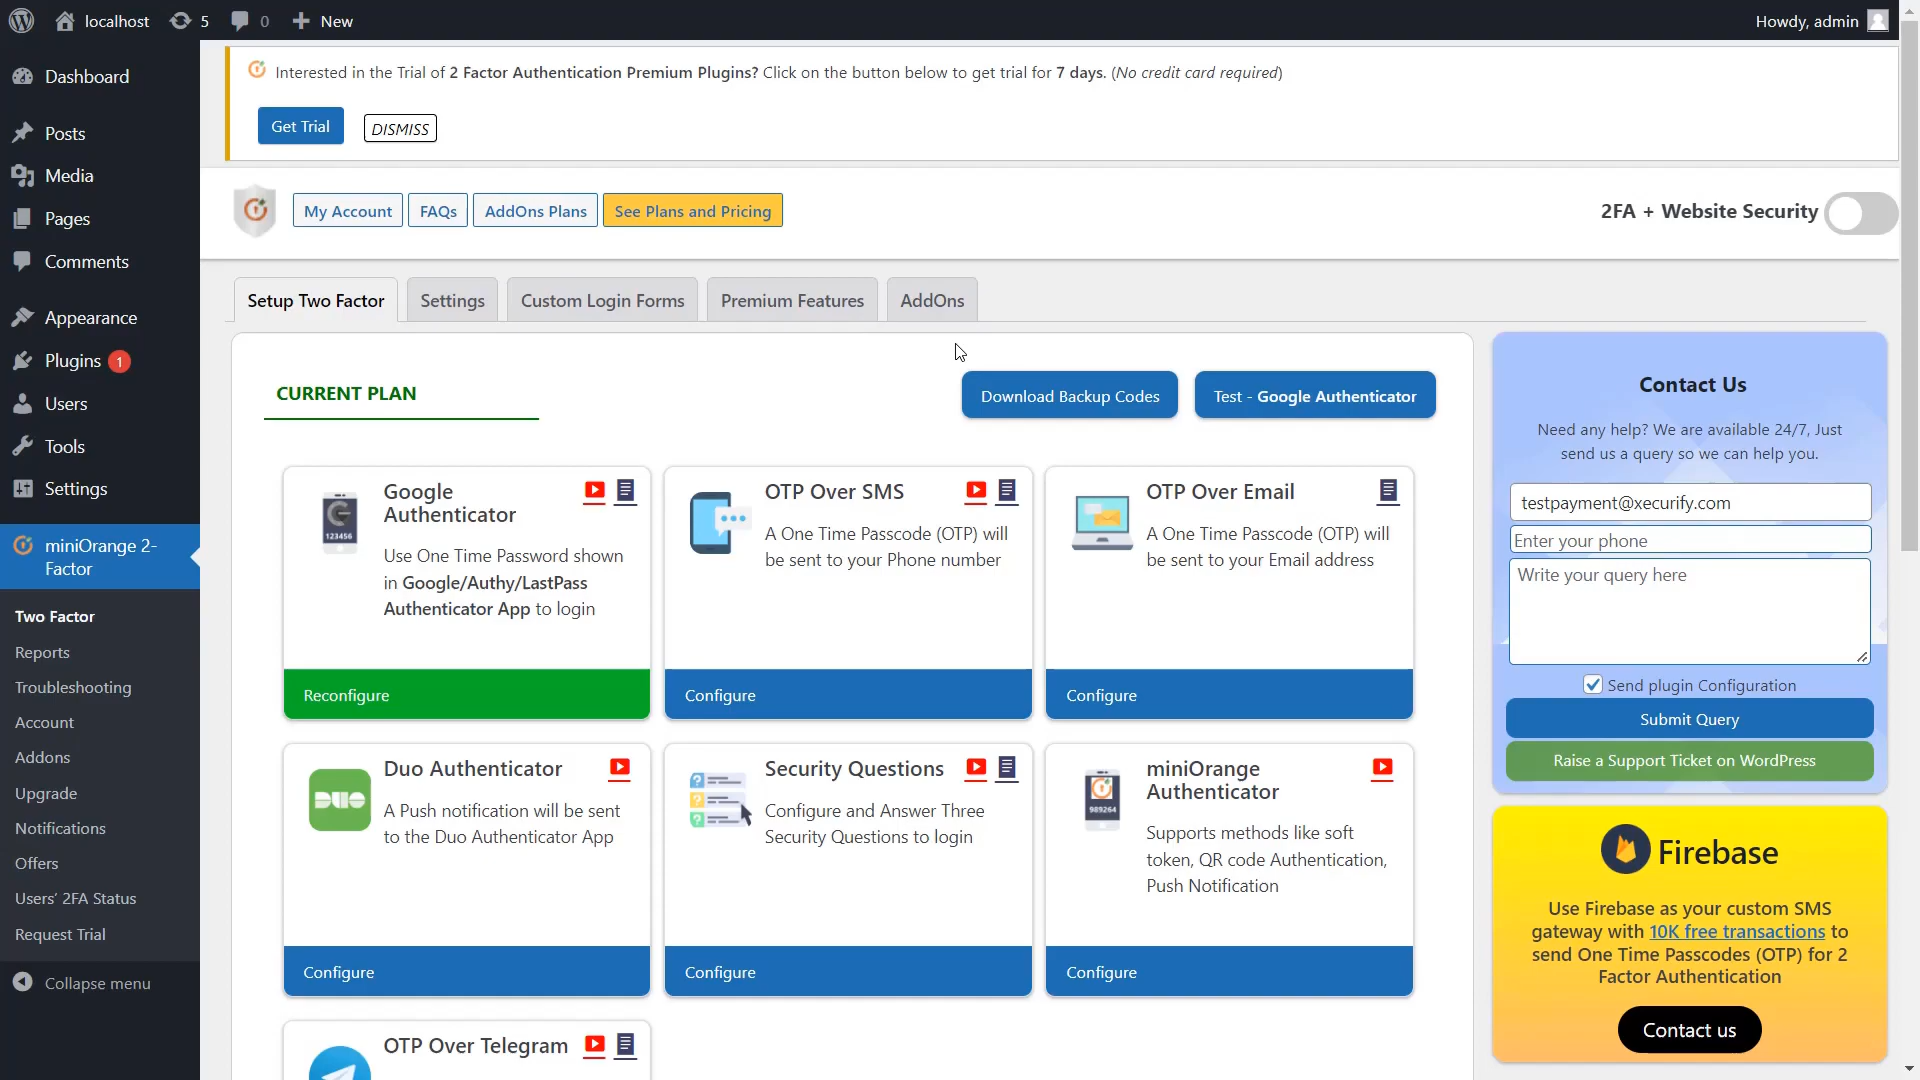 localhost
5
0
New
Howdy, admin
Dashboard
Posts
Media
Pages
Comments
Appearance
Plugins 1
Users
Tools
Settings
miniOrange 2-
Factor
Two Factor
Reports
Troubleshooting
Account
Addons
Upgrade
Notifications
Offers
Users' 2FA Status
Request Trial
Collapse menu
Interested in the Trial of 2 Factor Authentication Premium Plugins? Click on the button below to get trial for 7 days. (No credit card required)
Get Trial
DISMISS
My Account
FAQs
AddOns Plans
See Plans and Pricing
2FA + Website Security
Setup Two Factor
Settings
Custom Login Forms
Premium Features
AddOns
CURRENT PLAN
Download Backup Codes
Test - Google Authenticator
123456
Google
Authenticator
Use One Time Password shown
in Google/Authy/LastPass
Authenticator App to login
Reconfigure
OTP Over SMS
A One Time Passcode (OTP) will
be sent to your Phone number
Configure
OTP Over Email
A One Time Passcode (OTP) will
be sent to your Email address
Configure
DUO
Duo Authenticator
A Push notification will be sent
to the Duo Authenticator App
Configure
Security Questions
Configure and Answer Three
Security Questions to login
Configure
989264
miniOrange
Authenticator
Supports methods like soft
token, QR code Authentication,
Push Notification
Configure
OTP Over Telegram
Contact Us
Need any help? We are available 24/7, Just
send us a query so we can help you.
testpayment@xecurify.com
Enter your phone
Write your query here
Send plugin Configuration
Submit Query
Raise a Support Ticket on WordPress
Firebase
Use Firebase as your custom SMS
gateway with 10K free transactions to
send One Time Passcodes (OTP) for 2
Factor Authentication
Contact us